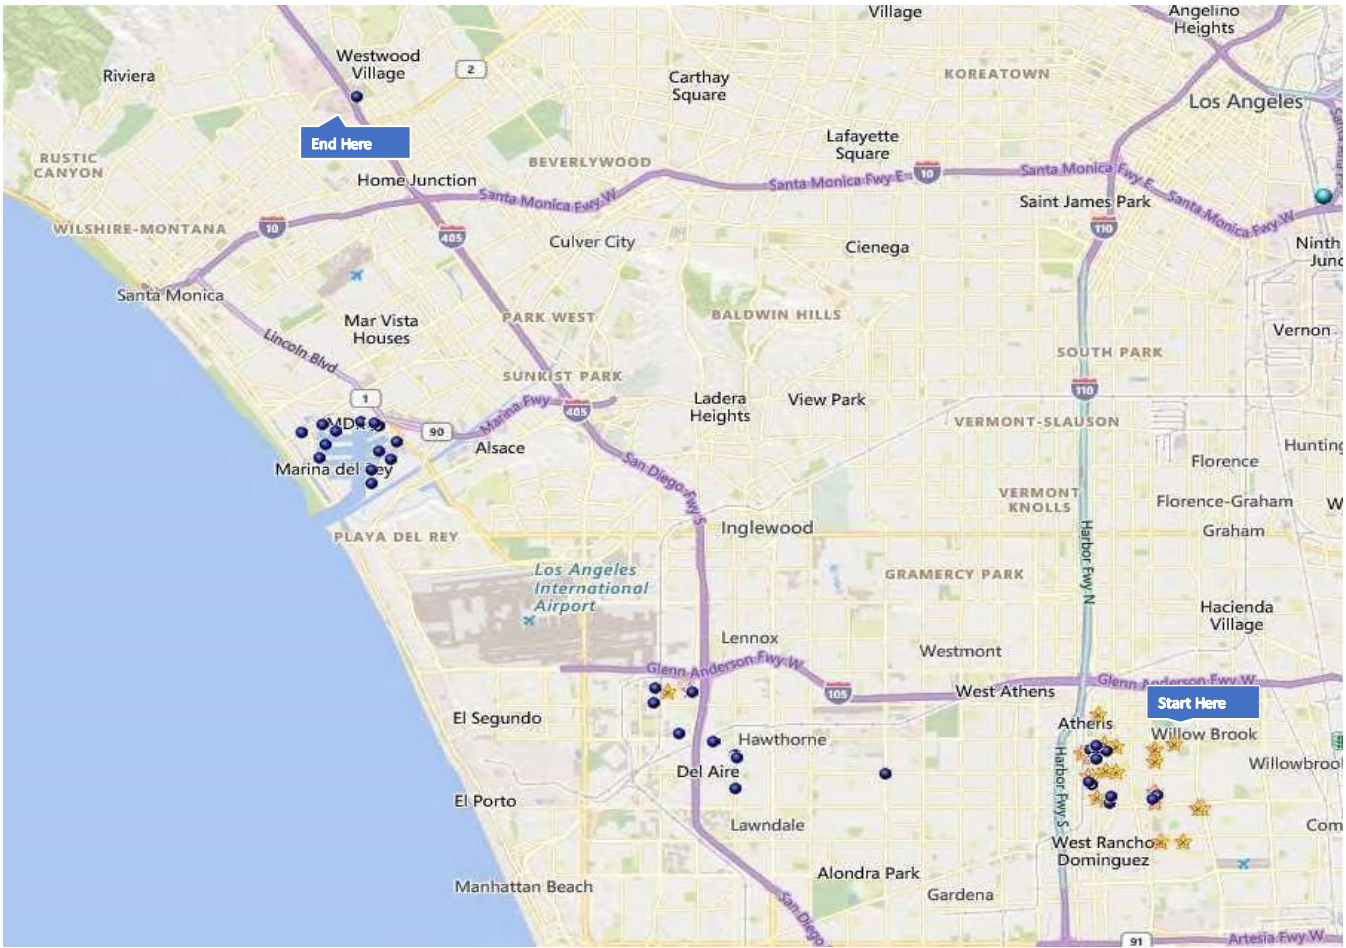 Village
Angelino
Heights
Westwood
Village
2
Riviera
Carthay
Square
KOREATOWN
Los Angeles
End Here
Lafayette
Square
RUSTIC
CANYON
BEVERLYWOOD
Home Junction
Santa Monica Fwy W
Santa Monica Fwy E
10
Santa Monica Fwy E
Santa Monica Fwy W
Saint James Park
WILSHIRE-MONTANA
10
405
110
Culver City
Cienega
Ninth
Junc
Santa Monica
Mar Vista
Houses
PARK WEST
BALDWIN HILLS
Vernon
Lincoln Blvd
SOUTH PARK
SUNKIST PARK
1
Marina Fwy
405
Ladera
Heights
View Park
110
90
VERMONT-SLAUSON
Alsace
Hunting
Marina del Rey
San Diego Fwy S
Florence
VERMONT
KNOLLS
Florence-Graham
Graham
Inglewood
PLAYA DEL REY
Harbor Fwy N
Los Angeles
International
Airport
GRAMERCY PARK
Hacienda
Village
Lennox
Westmont
Glenn Anderson Fwy W
105
West Athens
Glenn Anderson Fwy W
Start Here
El Segundo
Athens
Willow Brook
Hawthorne
Del Aire
Willowbroo
Harbor Fwy S
El Porto
Lawndale
Com
West Rancho
Dominguez
Alondra Park
Manhattan Beach
Gardena
San Diego
91
Artesia Fwy W